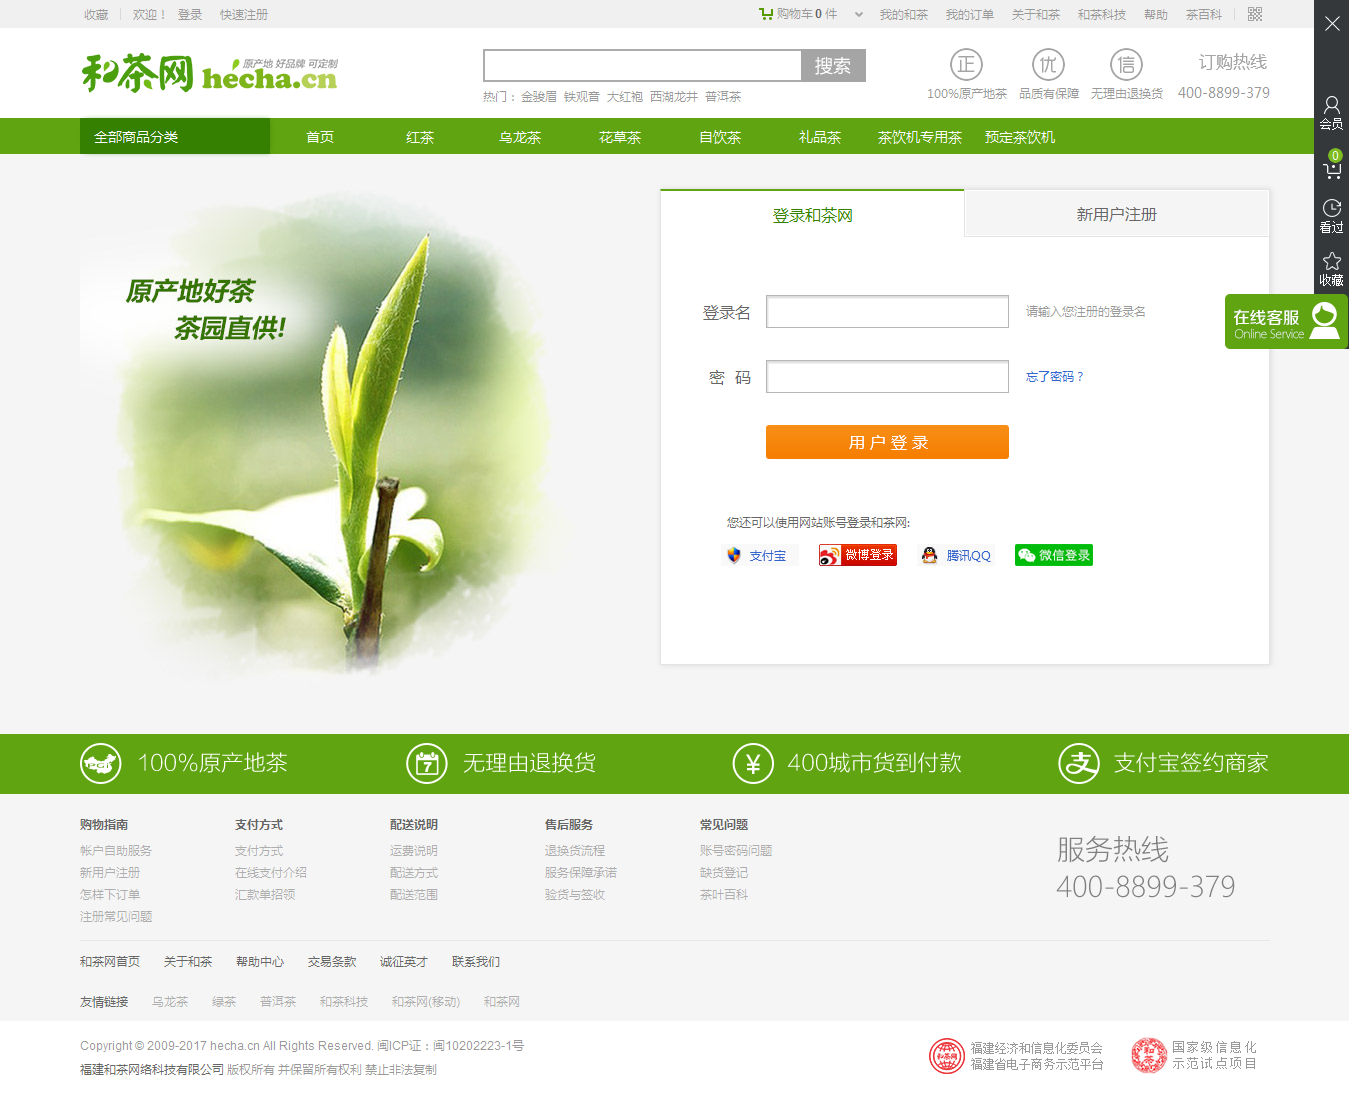 收藏 欢迎！ 登录 快速注册 购物车 0 件 我的和茶 我的订单 关于和茶 和茶科技 帮助 茶百科
和茶网 hécha.cn 原产地 好品牌 可定制
搜索
热门： 金骏眉 铁观音 大红袍 西湖龙井 普洱茶
正 优 信
100%原产地茶 品质有保障 无理由退换货
订购热线
400-8899-379
全部商品分类 首页 红茶 乌龙茶 花草茶 自饮茶 礼品茶 茶饮机专用茶 预定茶饮机
会员
0
看过
收藏
在线客服
Online Service
原产地好茶
茶园直供!
登录和茶网 新用户注册
登录名 请输入您注册的登录名
密 码 忘了密码？
用户登录
您还可以使用网站账号登录和茶网:
支付宝 微博登录 腾讯QQ 微信登录
100%原产地茶 7 无理由退换货 ¥ 400城市货到付款 支 支付宝签约商家
购物指南 支付方式 配送说明 售后服务 常见问题
帐户自助服务 支付方式 运费说明 退换货流程 账号密码问题
新用户注册 在线支付介绍 配送方式 服务保障承诺 缺货登记
怎样下订单 汇款单招领 配送范围 验货与签收 茶叶百科
注册常见问题
服务热线
400-8899-379
和茶网首页 关于和茶 帮助中心 交易条款 诚征英才 联系我们
友情链接 乌龙茶 绿茶 普洱茶 和茶科技 和茶网(移动) 和茶网
Copyright © 2009-2017 hecha.cn All Rights Reserved. 闽ICP证：闽10202223-1号
福建和茶网络科技有限公司 版权所有 并保留所有权利 禁止非法复制
和茶网
福建经济和信息化委员会
福建省电子商务示范平台
和茶
国家级信息化
示范试点项目